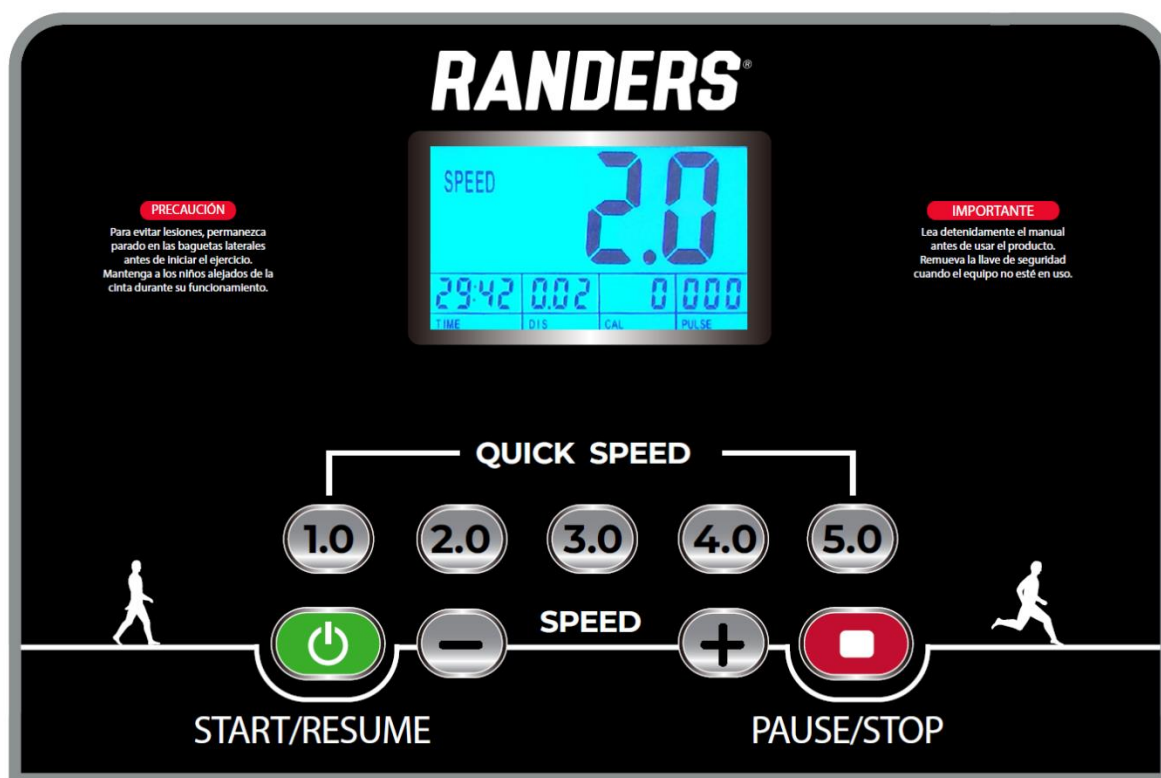 RANDERS®
SPEED 2.0
29:42 0.02 0 000
TIME DIS CAL PULSE
PRECAUCIÓN
Para evitar lesiones, permanezca
parado en las baguetas laterales
antes de iniciar el ejercicio.
Mantenga a los niños alejados de la
cinta durante su funcionamiento.
IMPORTANTE
Lea detenidamente el manual
antes de usar el producto.
Remueva la llave de seguridad
cuando el equipo no esté en uso.
QUICK SPEED
1.0 2.0 3.0 4.0 5.0
SPEED
START/RESUME
PAUSE/STOP